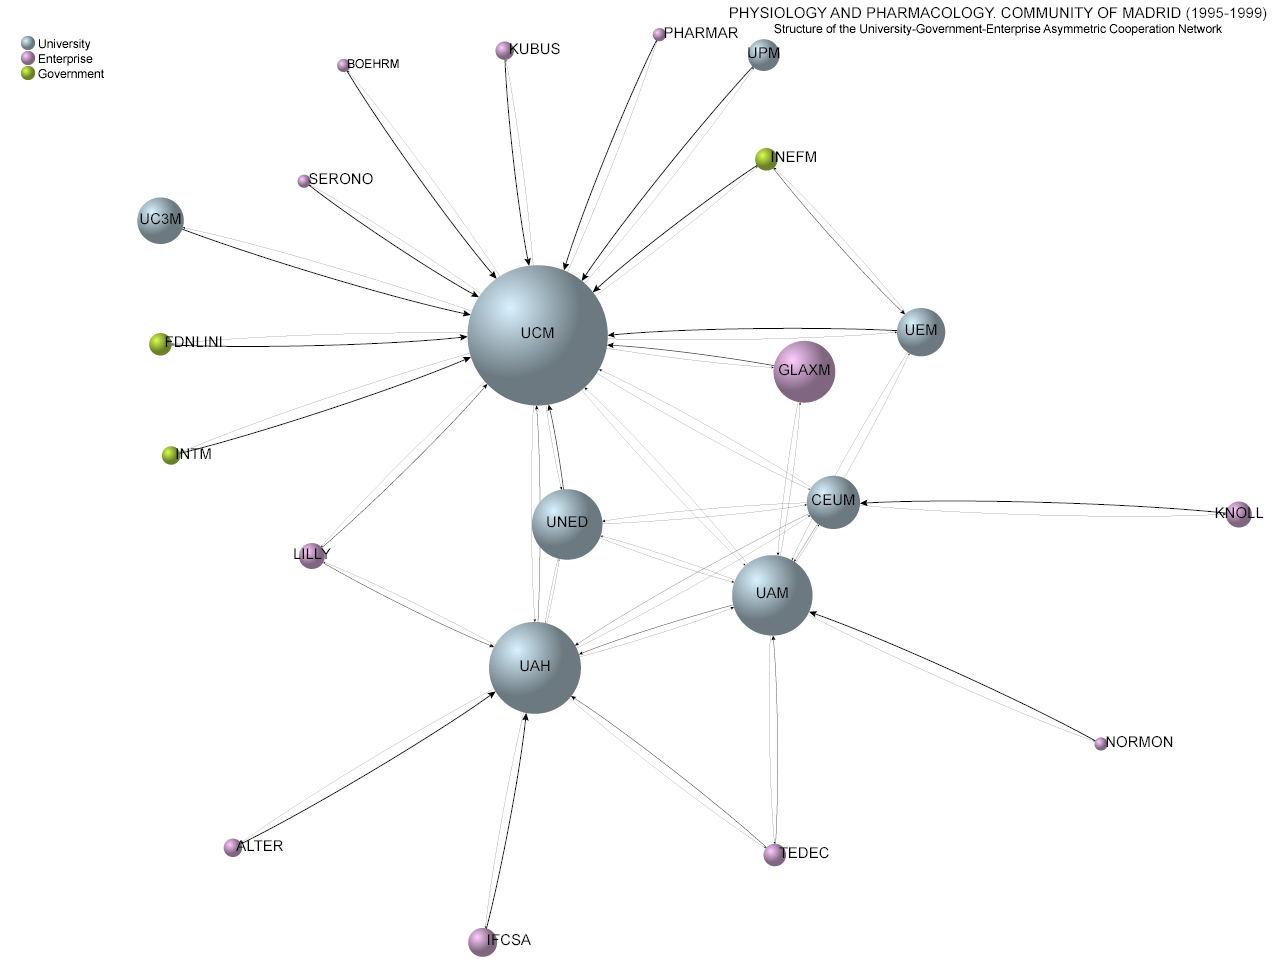 PHYSIOLOGY AND PHARMACOLOGY. COMMUNITY OF MADRID (1995-1999)
Structure of the University-Government-Enterprise Asymmetric Cooperation Network
University
Enterprise
Government
PHARMAR
KUBUS
UPM
BOEHRM
INEFM
SERONO
UC3M
UCM
UEM
FDNLINI
GLAXM
INTM
CEUM
KNOLL
UNED
LILLY
UAM
UAH
NORMON
ALTER
TEDEC
IFCSA